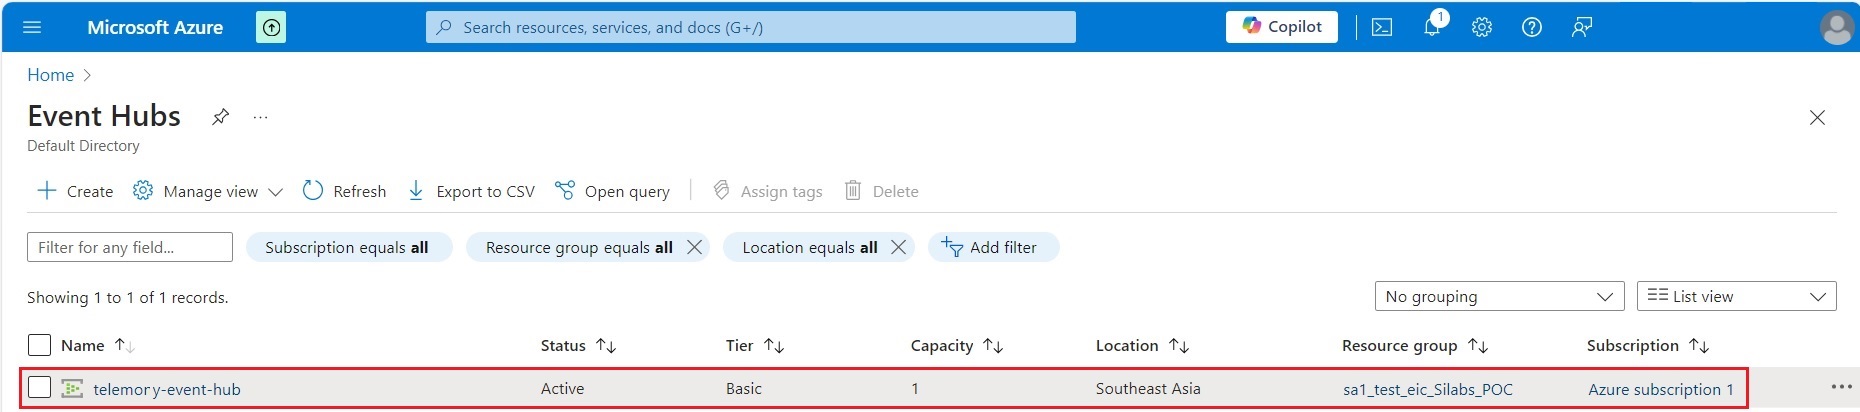 Microsoft Azure Search resources, services, and docs (G+/) Copilot 1
Home >
Event Hubs ...
Default Directory
Create Manage view Refresh Export to CSV Open query Assign tags Delete
Filter for any field... Subscription equals all Resource group equals all Location equals all Add filter
Showing 1 to 1 of 1 records. No grouping List view
Name Status Tier Capacity Location Resource group Subscription
telemory-event-hub Active Basic 1 Southeast Asia sa1_test_eic_Silabs_POC Azure subscription 1 ...